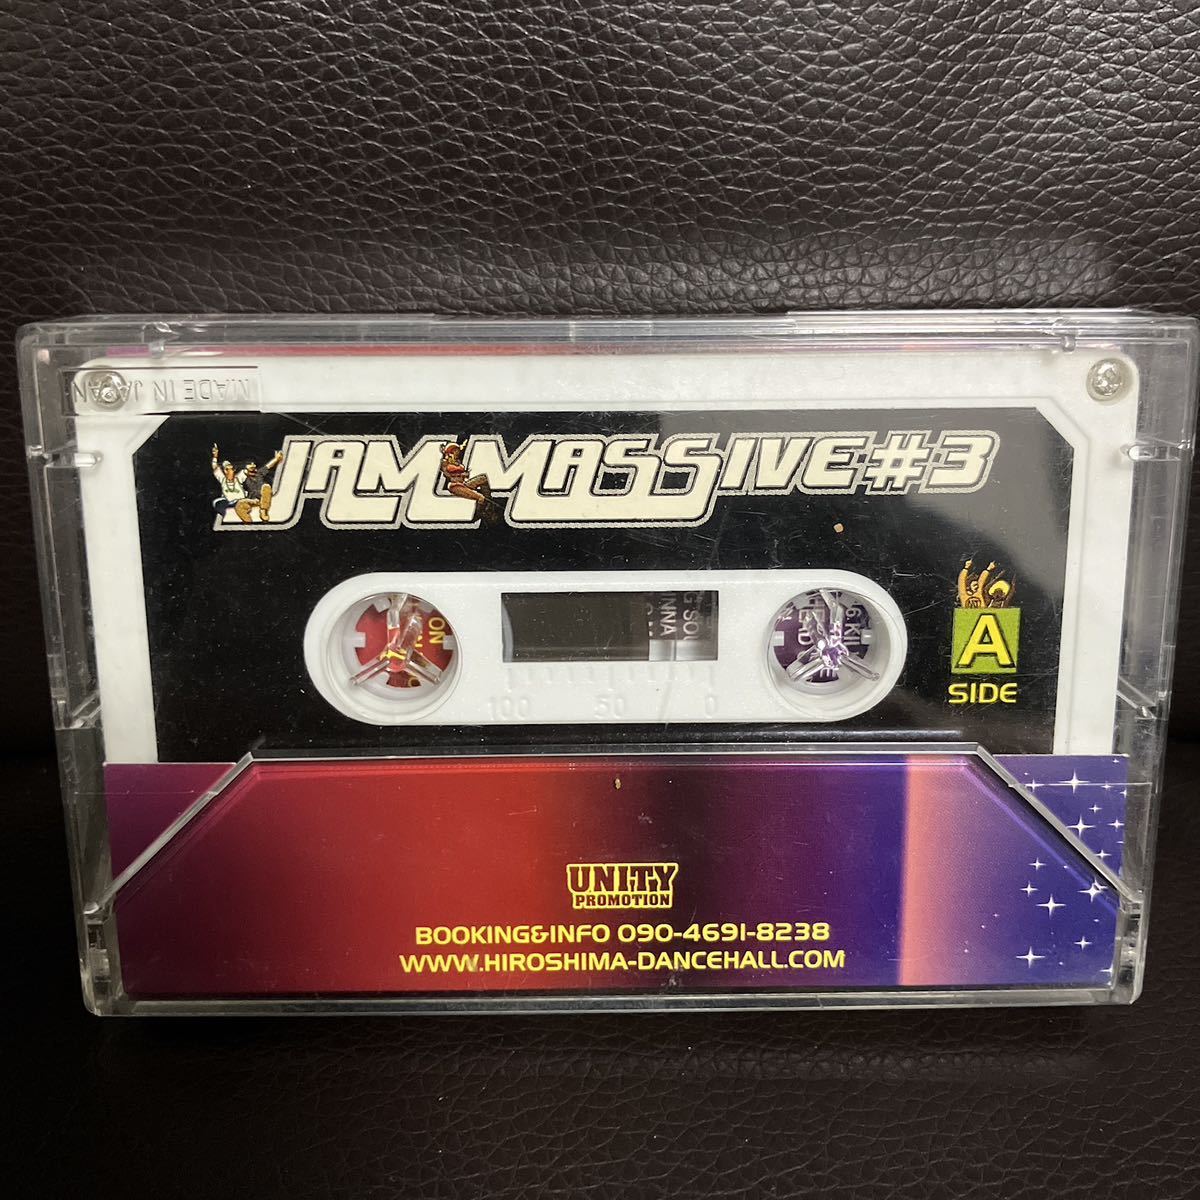 MADE IN JAPAN
JAM MASSIVE #3
A
SIDE
100 50 0
UNITY
PROMOTION
BOOKING&INFO 090-4691-8238
WWW.HIROSHIMA-DANCEHALL.COM